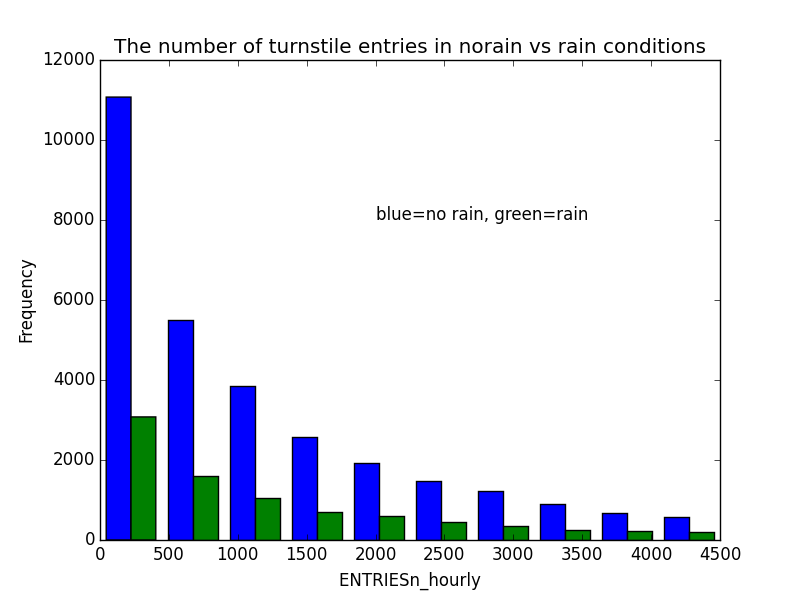 The number of turnstile entries in norain vs rain conditions
12000
10000
8000
6000
4000
2000
0
Frequency
blue=no rain, green=rain
0 500 1000 1500 2000 2500 3000 3500 4000 4500
ENTRIESn_hourly